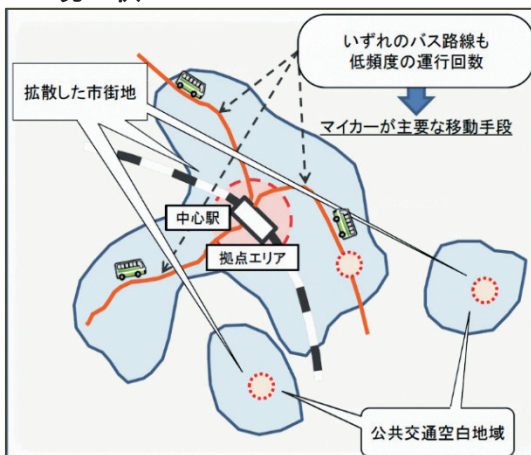 いずれのバス路線も
低頻度の運行回数
マイカーが主要な移動手段
拡散した市街地
中心駅
拠点エリア
公共交通空白地域